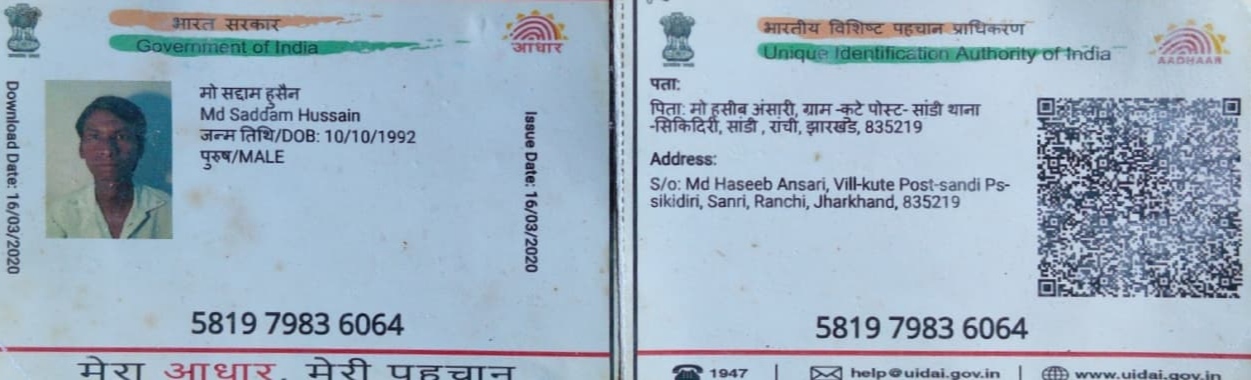 भारत सरकार
Government of India
आधार
Download Date: 16/03/2020
मो सद्दाम हुसैन
Md Saddam Hussain
जन्म तिथि/DOB: 10/10/1992
पुरुष/MALE
Issue Date: 16/03/2020
5819 7983 6064
मेरा आधार, मेरी पहचान
भारतीय विशिष्ट पहचान प्राधिकरण
Unique Identification Authority of India
AADHAAR
पता:
पिता: मो हसीब अंसारी, ग्राम -कुटे पोस्ट- सांडी थाना
-सिकिदिरी, सांडी , राँची, झारखंड, 835219
Address:
S/o: Md Haseeb Ansari, Vill-kute Post-sandi Ps-
sikidiri, Sanri, Ranchi, Jharkhand, 835219
5819 7983 6064
1947 | help@uidai.gov.in | www.uidai.gov.in